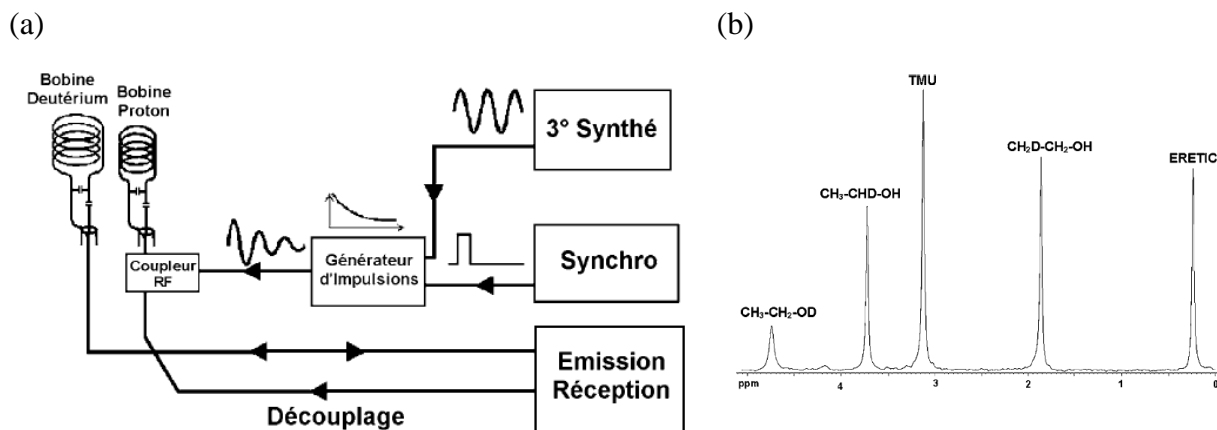 (a)
(b)
Bobine
Deutérium
Bobine
Proton
3° Synthé
Coupleur
RF
Générateur
d'Impulsions
Synchro
Emission
Réception
Découplage
TMU
CH₂D-CH₂-OH
ERETIC
CH₃-CHD-OH
CH₃-CH₂-OD
ppm
4
3
2
1
0